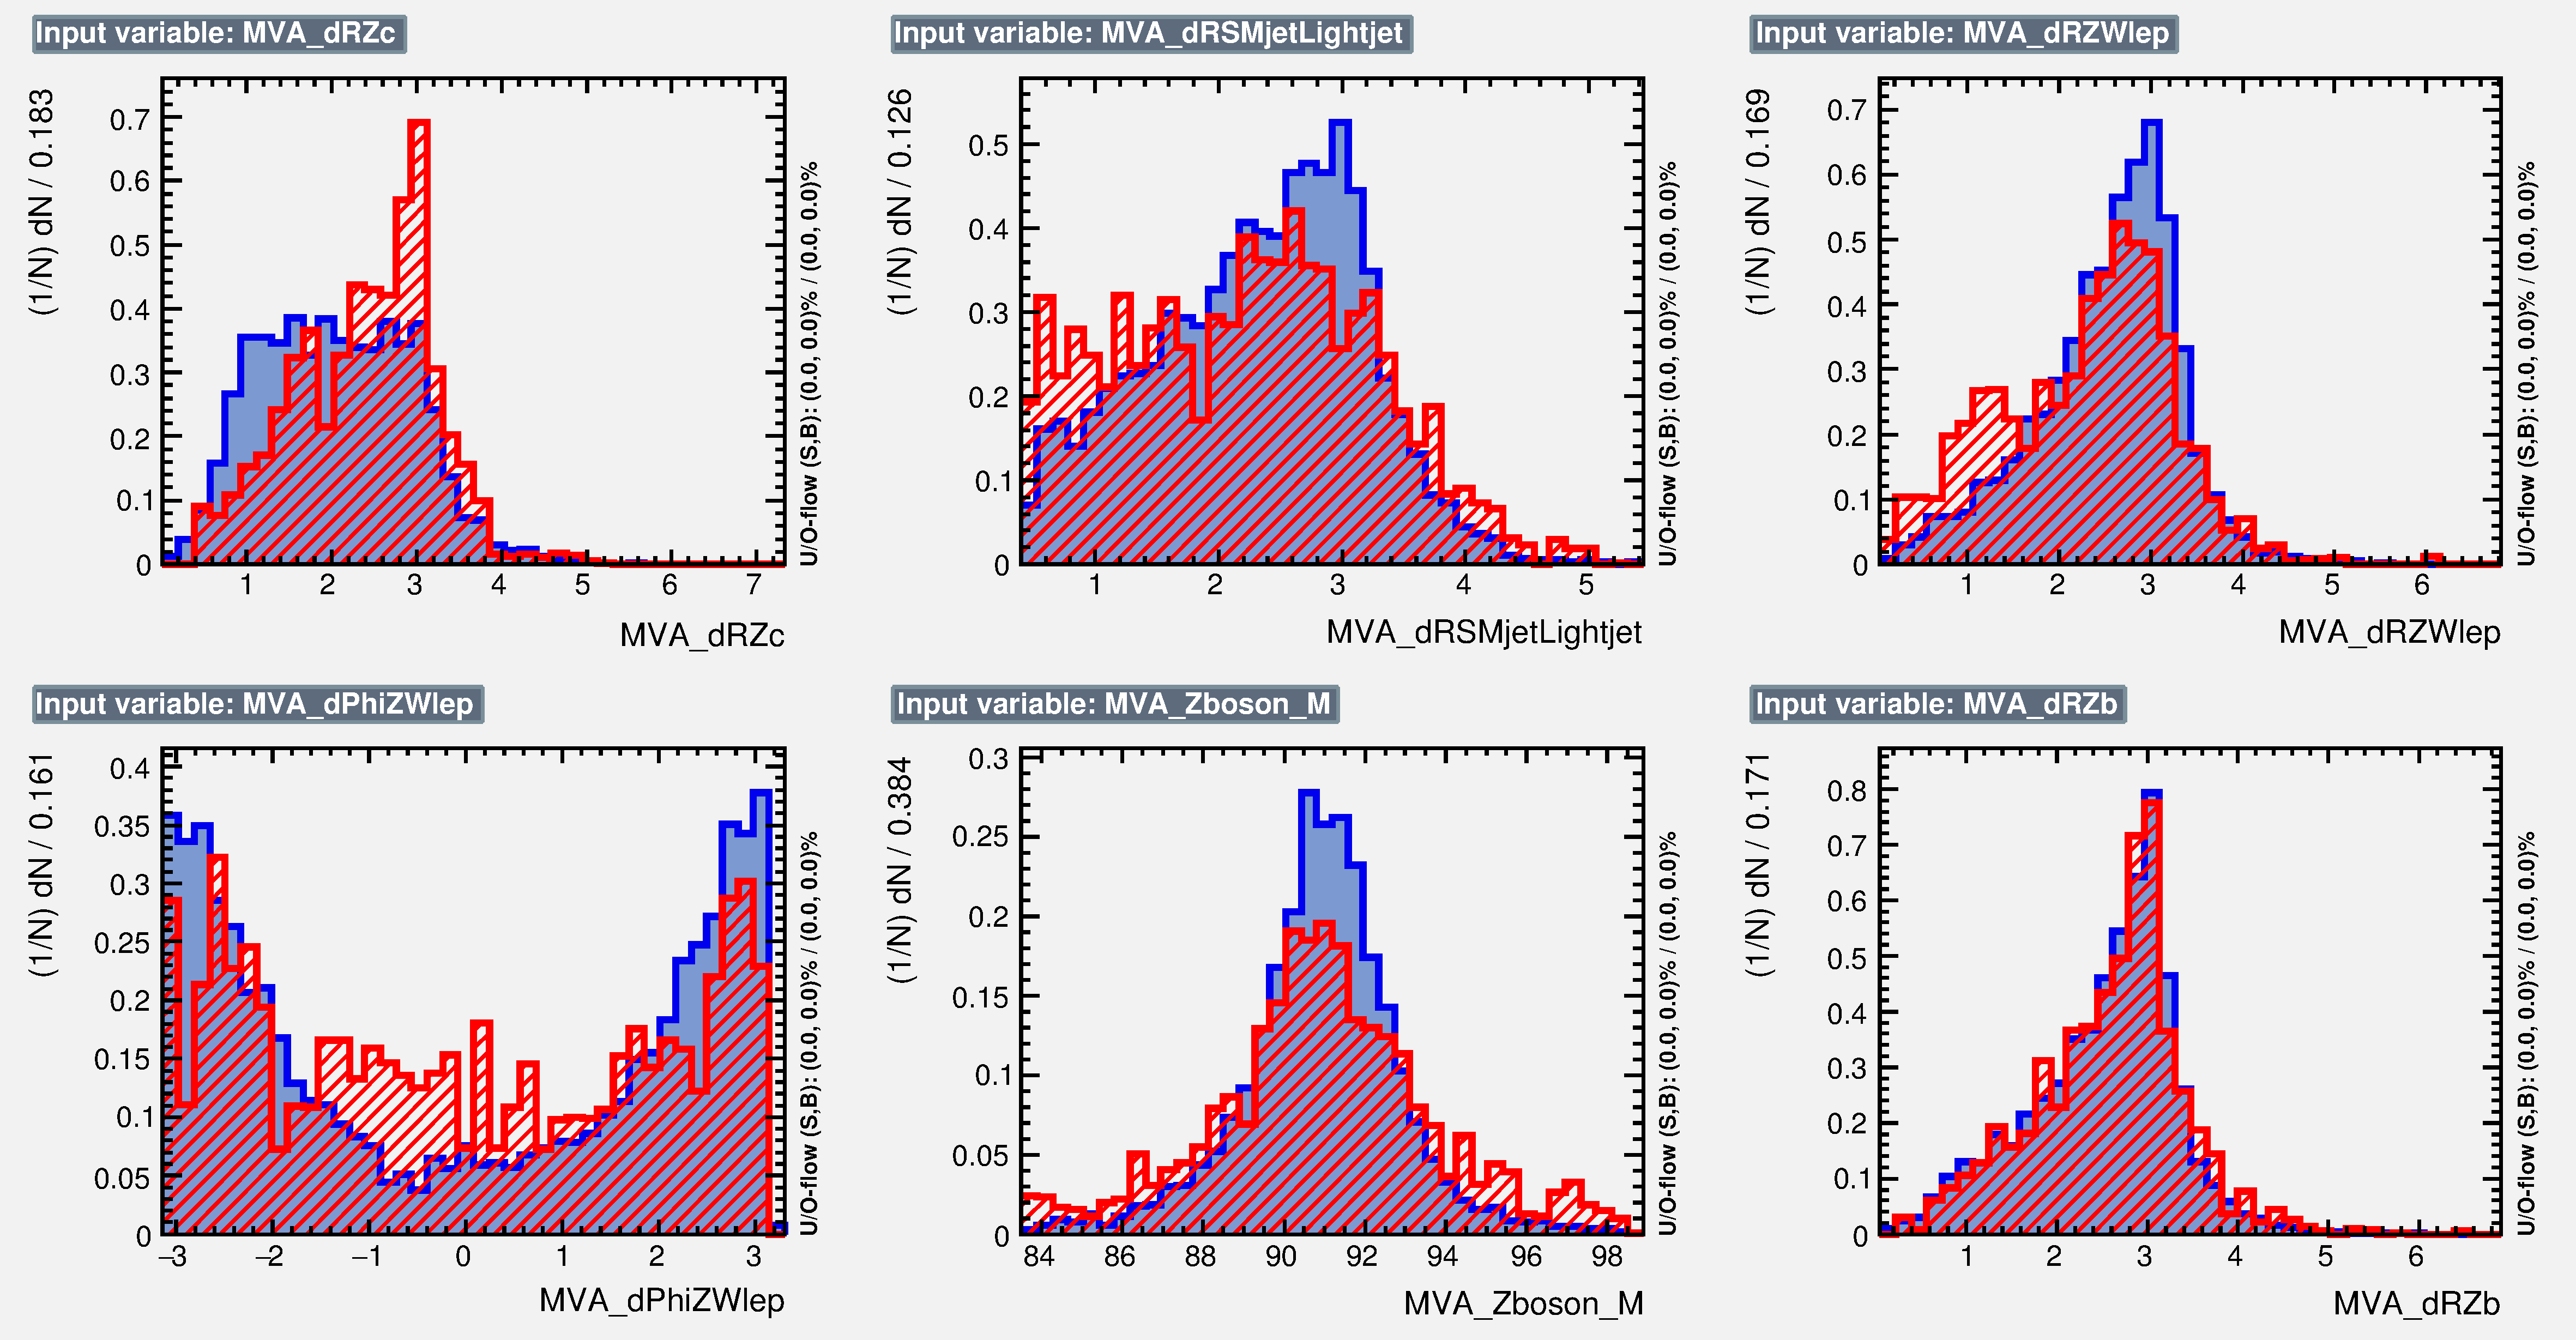 Input variable: MVA_dRZc
(1/N) dN / 0.183
0.7
0.6
0.5
0.4
0.3
0.2
0.1
0
1 2 3 4 5 6 7
MVA_dRZc
U/O-flow (S,B): (0.0, 0.0)% / (0.0, 0.0)%
Input variable: MVA_dRSMjetLightjet
(1/N) dN / 0.126
0.5
0.4
0.3
0.2
0.1
0
1 2 3 4 5
MVA_dRSMjetLightjet
U/O-flow (S,B): (0.0, 0.0)% / (0.0, 0.0)%
Input variable: MVA_dRZWlep
(1/N) dN / 0.169
0.7
0.6
0.5
0.4
0.3
0.2
0.1
0
1 2 3 4 5 6
MVA_dRZWlep
U/O-flow (S,B): (0.0, 0.0)% / (0.0, 0.0)%
Input variable: MVA_dPhiZWlep
(1/N) dN / 0.161
0.4
0.35
0.3
0.25
0.2
0.15
0.1
0.05
0
−3 −2 −1 0 1 2 3
MVA_dPhiZWlep
U/O-flow (S,B): (0.0, 0.0)% / (0.0, 0.0)%
Input variable: MVA_Zboson_M
(1/N) dN / 0.384
0.3
0.25
0.2
0.15
0.1
0.05
0
84 86 88 90 92 94 96 98
MVA_Zboson_M
U/O-flow (S,B): (0.0, 0.0)% / (0.0, 0.0)%
Input variable: MVA_dRZb
(1/N) dN / 0.171
0.8
0.7
0.6
0.5
0.4
0.3
0.2
0.1
0
1 2 3 4 5 6
MVA_dRZb
U/O-flow (S,B): (0.0, 0.0)% / (0.0, 0.0)%